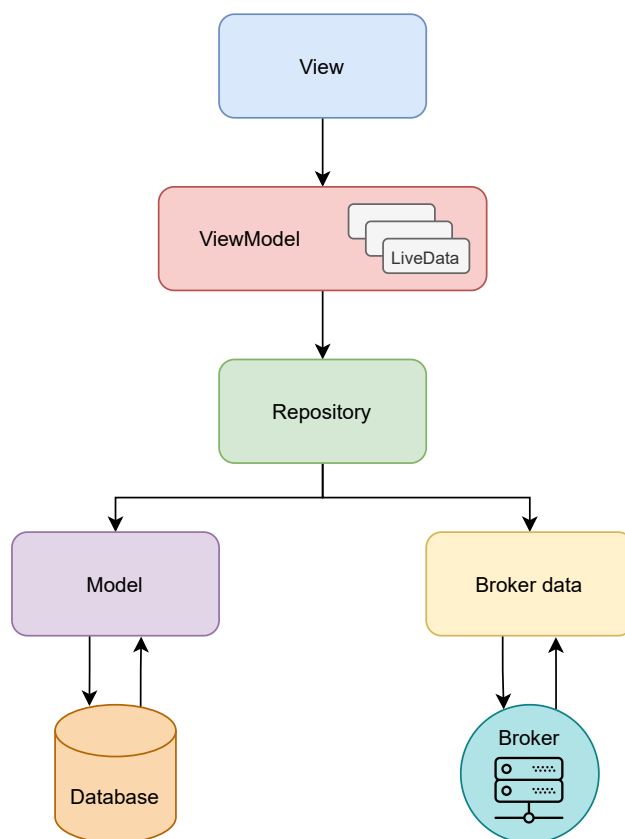 View
ViewModel
LiveData
Repository
Model
Broker data
Database
Broker